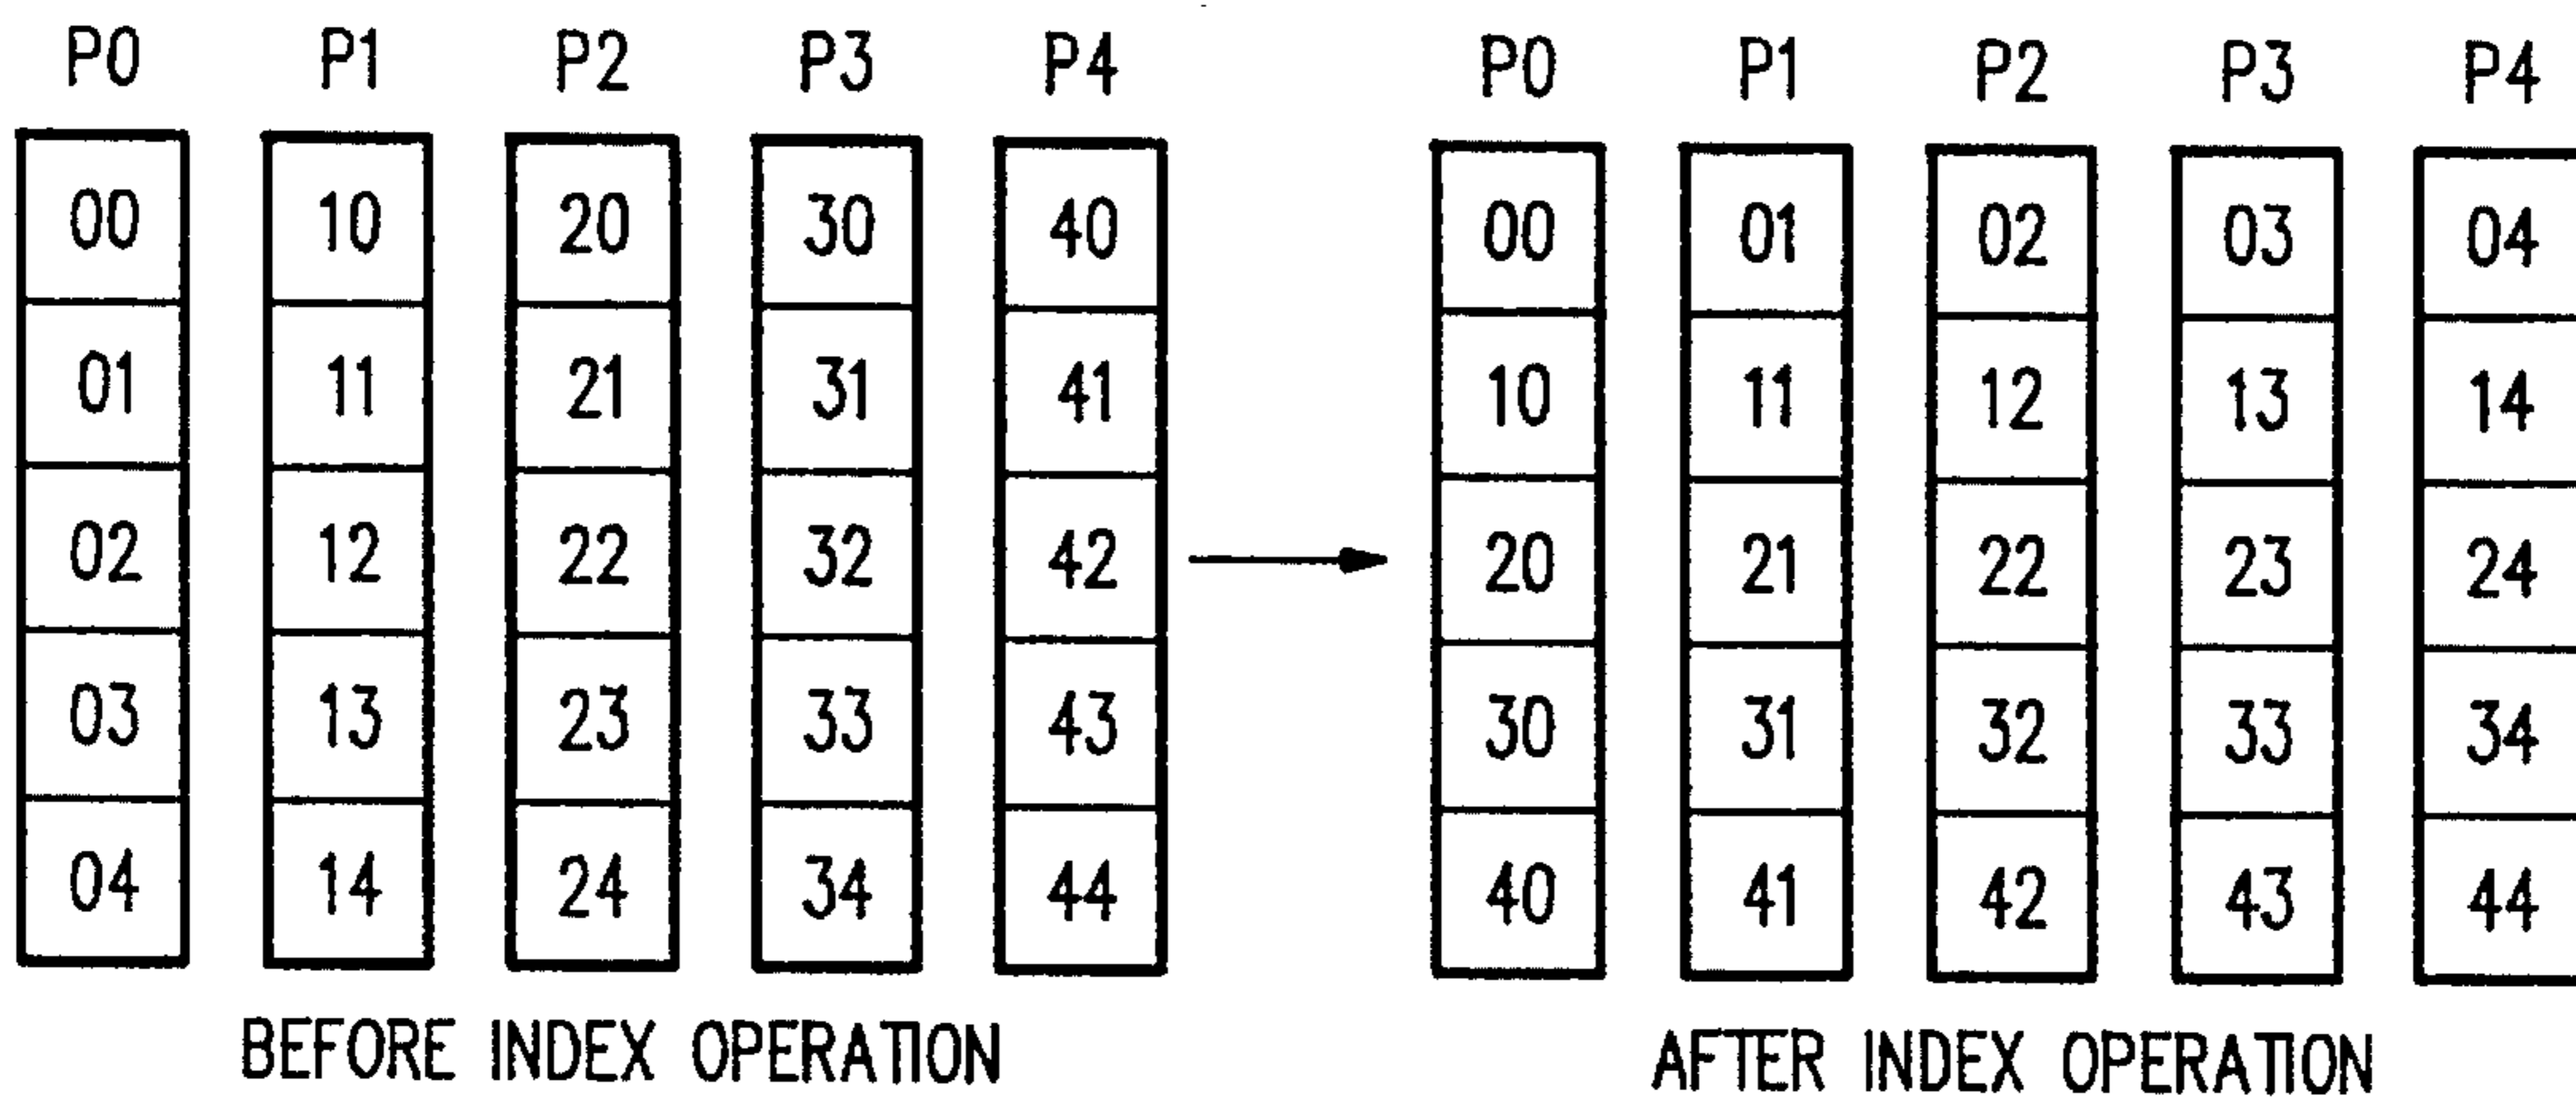 P0 P1 P2 P3 P4 P0 P1 P2 P3 P4
00 10 20 30 40 00 01 02 03 04
01 11 21 31 41 10 11 12 13 14
02 12 22 32 42 20 21 22 23 24
03 13 23 33 43 30 31 32 33 34
04 14 24 34 44 40 41 42 43 44
BEFORE INDEX OPERATION AFTER INDEX OPERATION